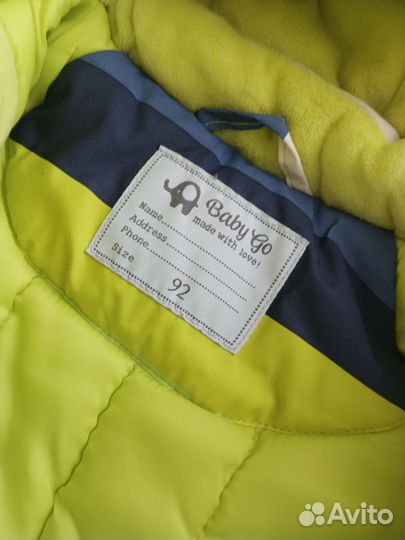 Baby Go
made with love!
Name
Address
Phone
Size 92
Avito